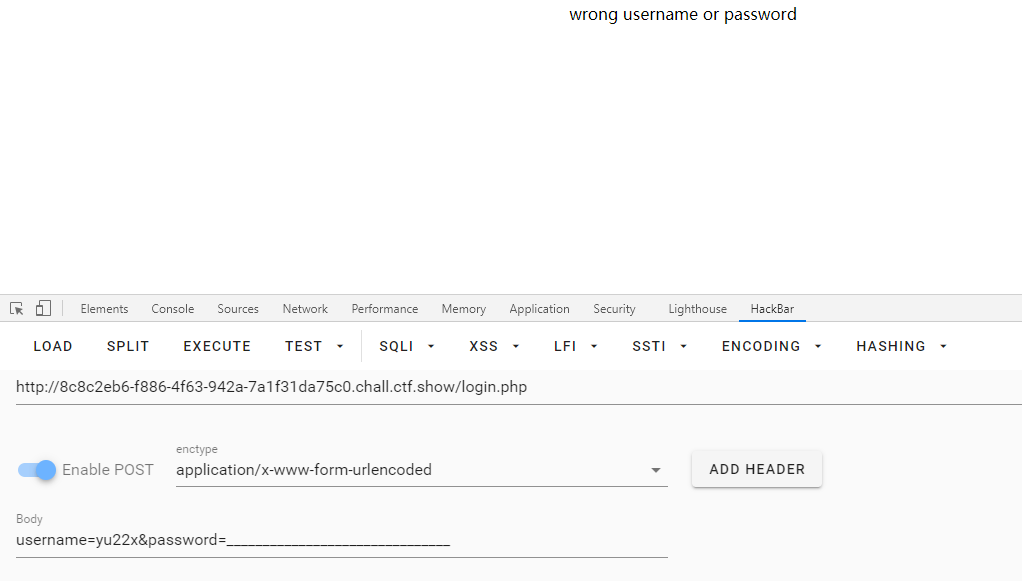 wrong username or password
Elements Console Sources Network Performance Memory Application Security Lighthouse HackBar
LOAD SPLIT EXECUTE TEST SQLI XSS LFI SSTI ENCODING HASHING
http://8c8c2eb6-f886-4f63-942a-7a1f31da75c0.chall.ctf.show/login.php
enctype
Enable POST application/x-www-form-urlencoded ADD HEADER
Body
username=yu22x&password=________________________________